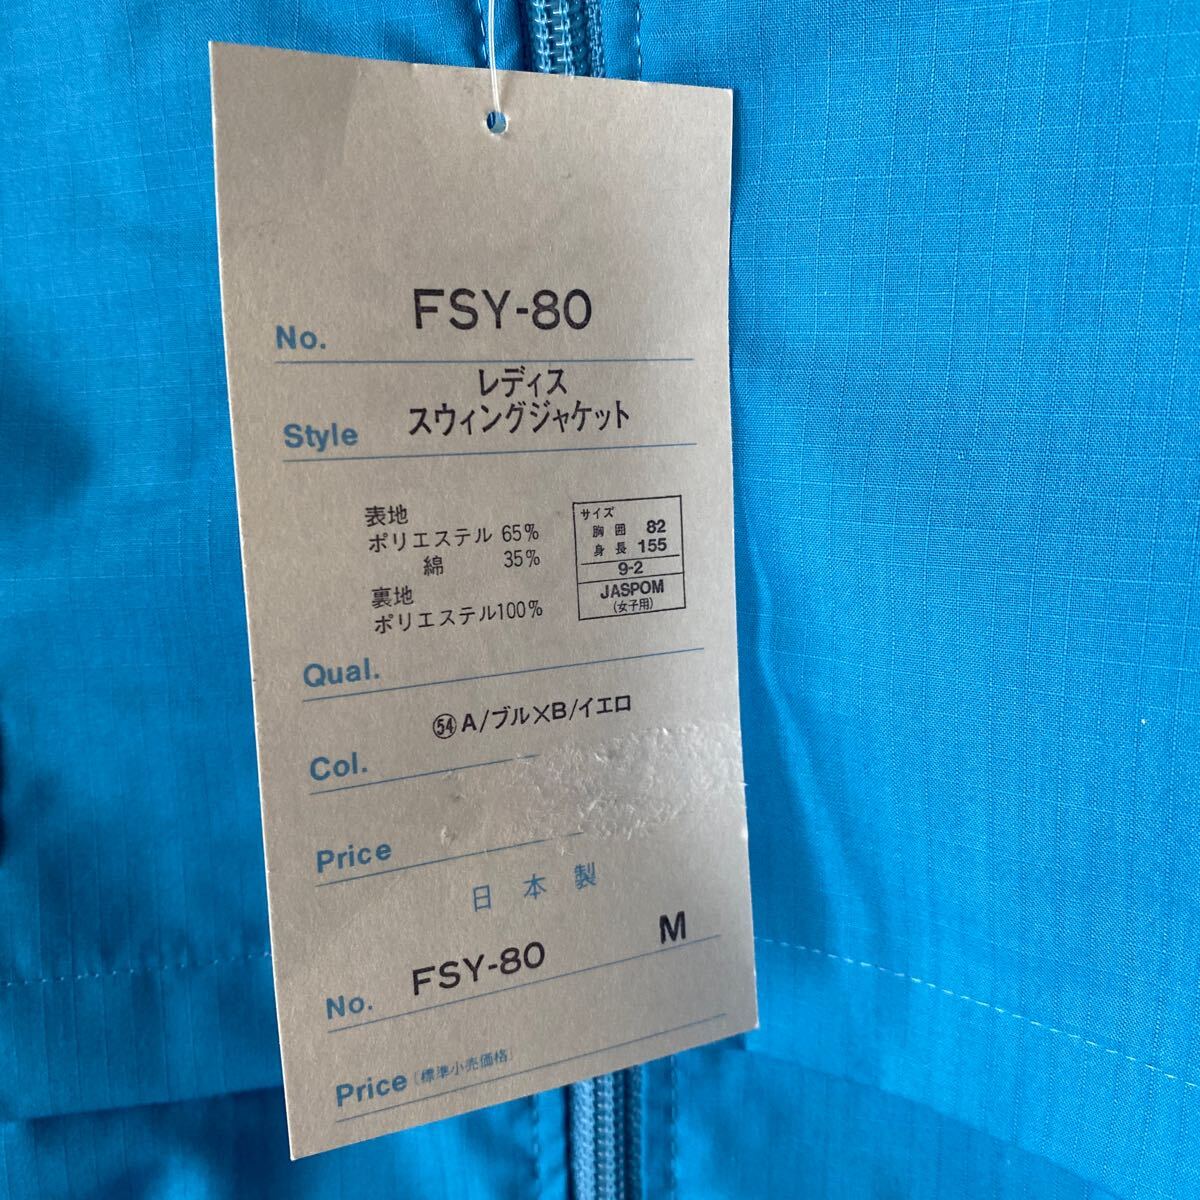 No. FSY-80
レディス
Style スウィングジャケット
表地
ポリエステル 65%
綿 35%
裏地
ポリエステル100%
サイズ
胸囲 82
身長 155
9-2
JASPOM
(女子用)
Qual.
Col. 54 A/ブル×B/イエロ
Price
日本製
No. FSY-80 M
Price〔標準小売価格〕